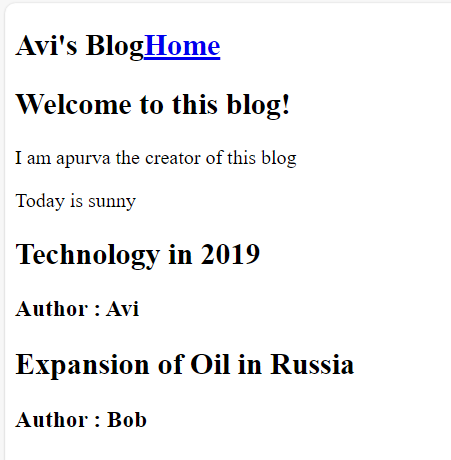 Avi's BlogHome
Welcome to this blog!
I am apurva the creator of this blog
Today is sunny
Technology in 2019
Author : Avi
Expansion of Oil in Russia
Author : Bob